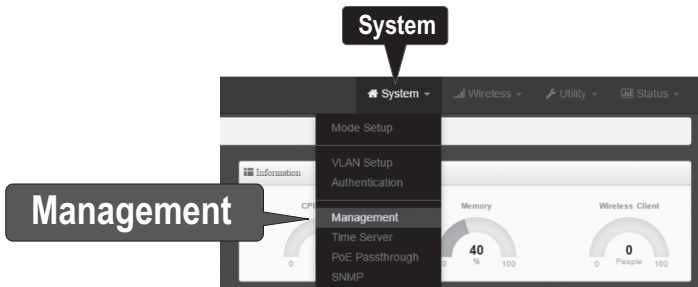 System
System Wireless Utility Status
Mode Setup
VLAN Setup
Authentication
Management
Time Server
PoE Passthrough
SNMP
Management
Information
CPU
0
Memory
40
%
0 100
Wireless Client
0
People
0 100